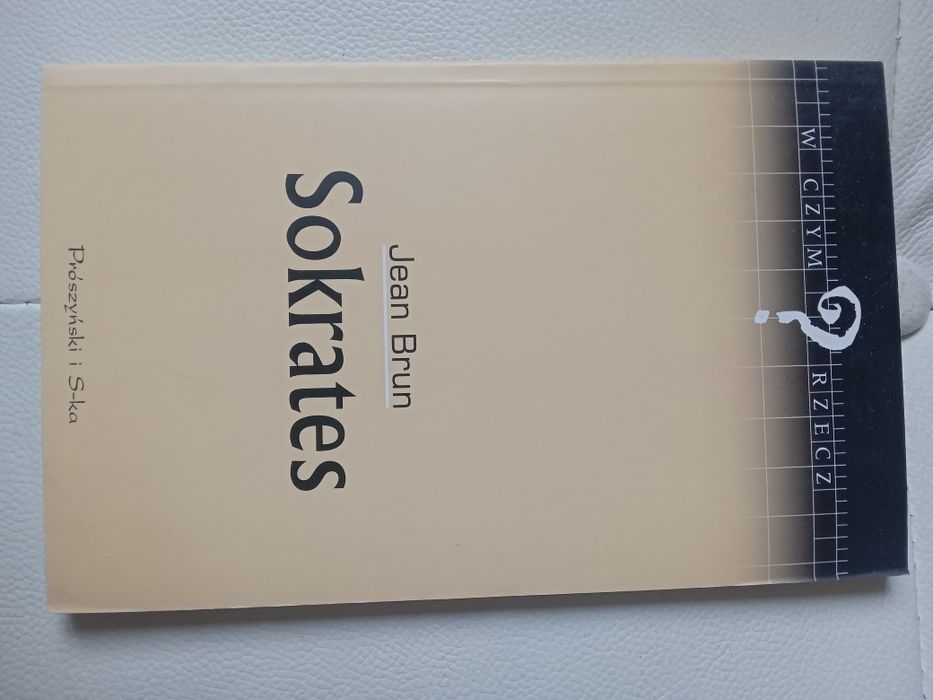 W CZYM ? RZECZ
Jean Brun
Sokrates
Prószyński i S-ka